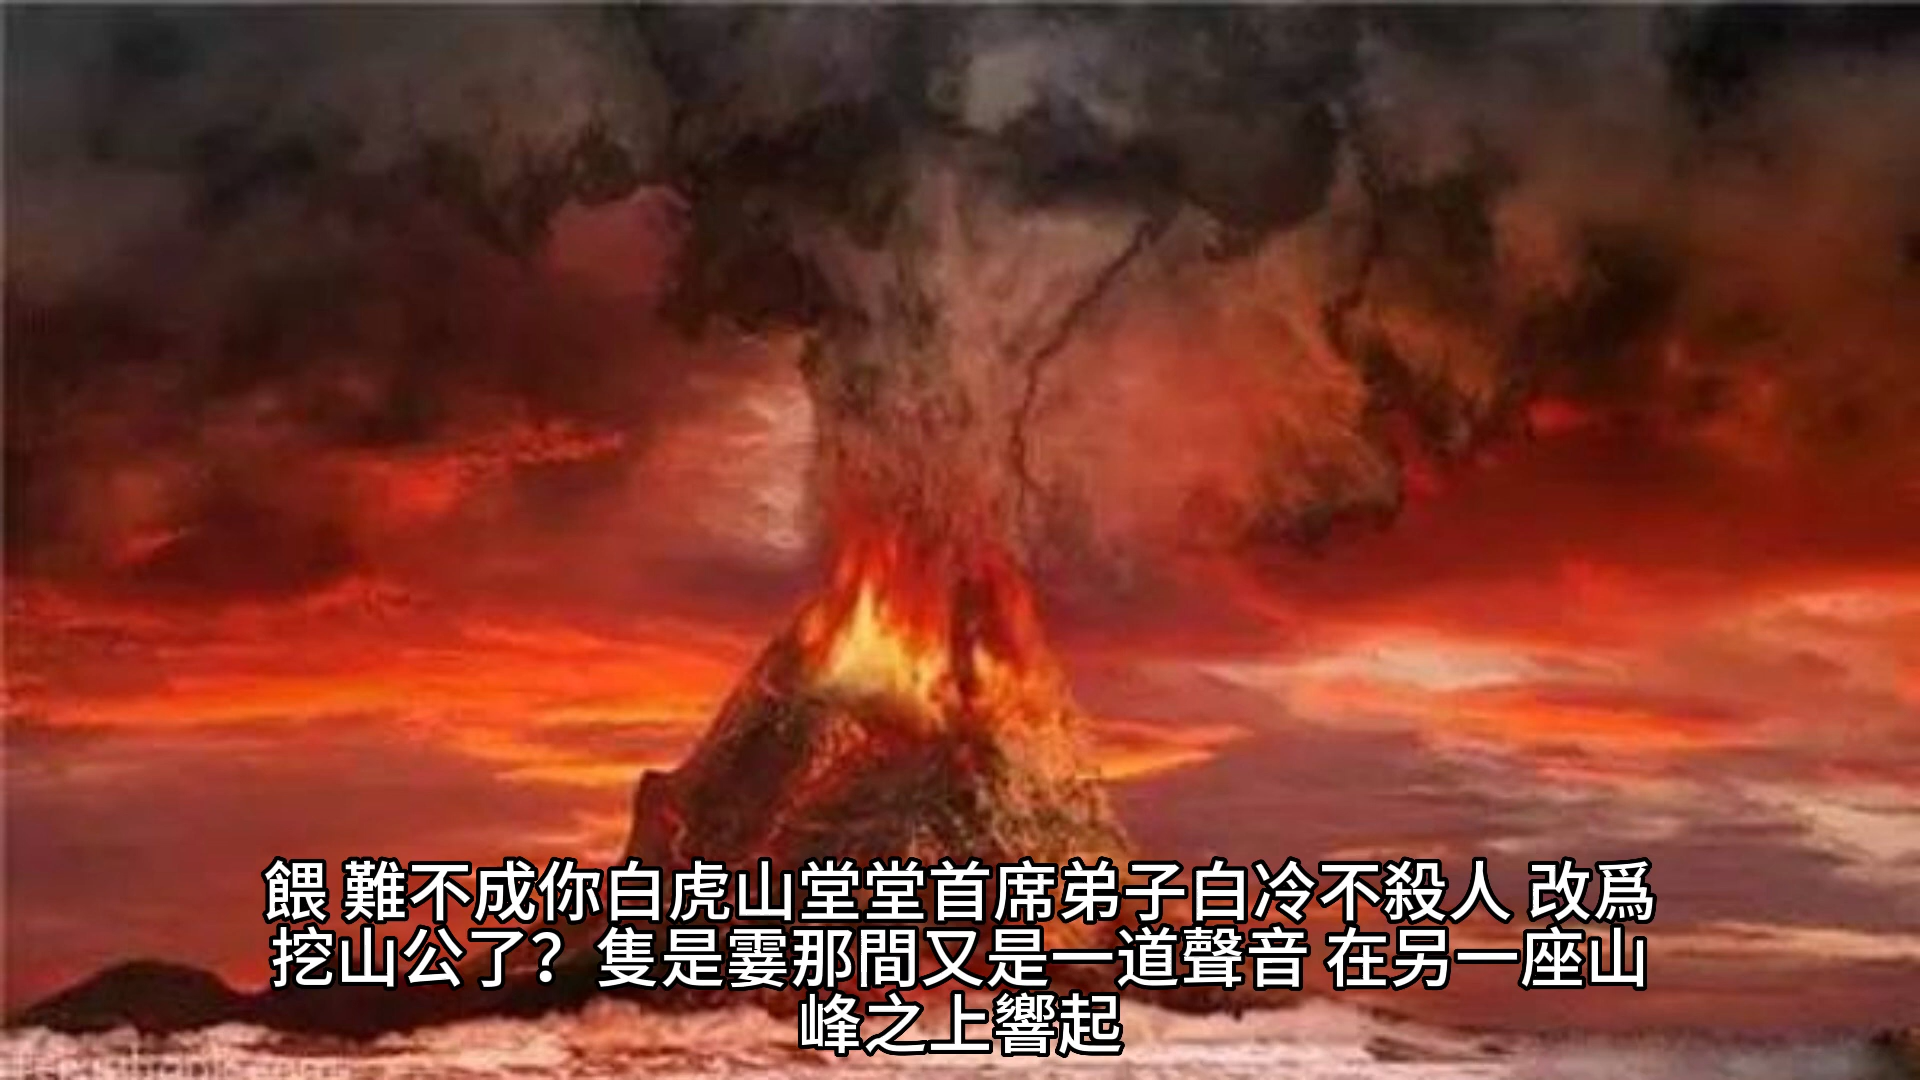 餵 難不成你白虎山堂堂首席弟子白冷不殺人 改爲
挖山公了？隻是霎那間又是一道聲音 在另一座山
峰之上響起